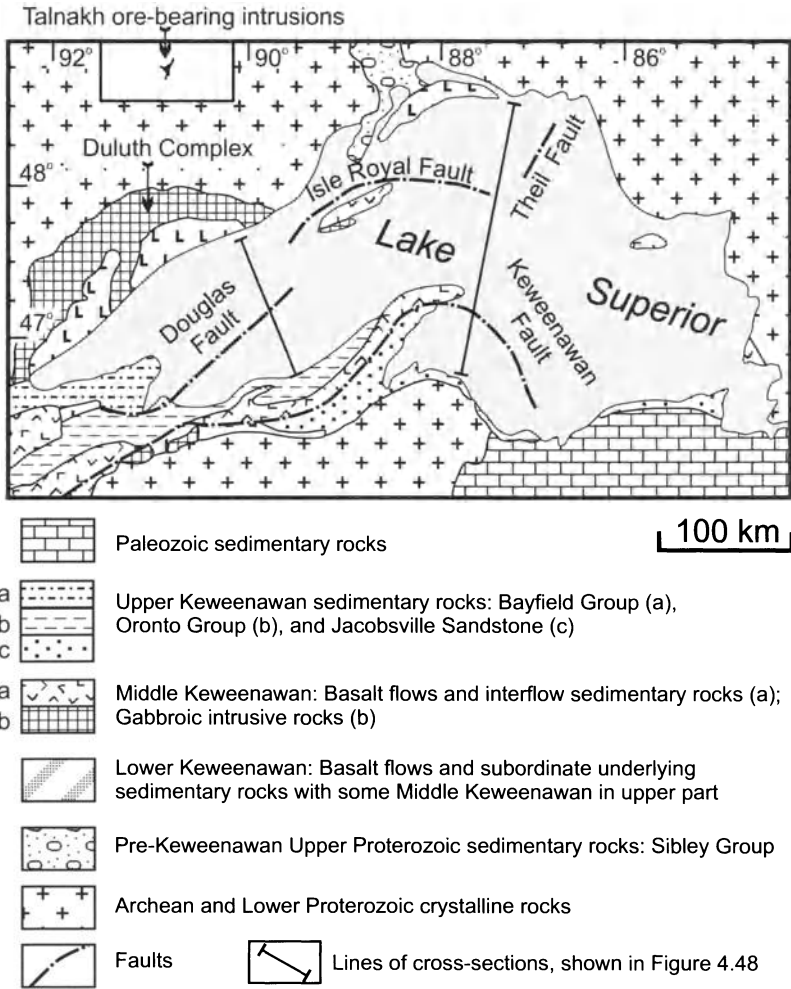 Talnakh ore-bearing intrusions
92° 90° 88° 86°
Duluth Complex
48°
Isle Royal Fault
Theil Fault
Lake
Superior
Douglas
Fault
Keweenawan
Fault
47°
100 km
Paleozoic sedimentary rocks
a
b
c
Upper Keweenawan sedimentary rocks: Bayfield Group (a),
Oronto Group (b), and Jacobsville Sandstone (c)
a
b
Middle Keweenawan: Basalt flows and interflow sedimentary rocks (a);
Gabbroic intrusive rocks (b)
Lower Keweenawan: Basalt flows and subordinate underlying
sedimentary rocks with some Middle Keweenawan in upper part
Pre-Keweenawan Upper Proterozoic sedimentary rocks: Sibley Group
Archean and Lower Proterozoic crystalline rocks
Faults
Lines of cross-sections, shown in Figure 4.48